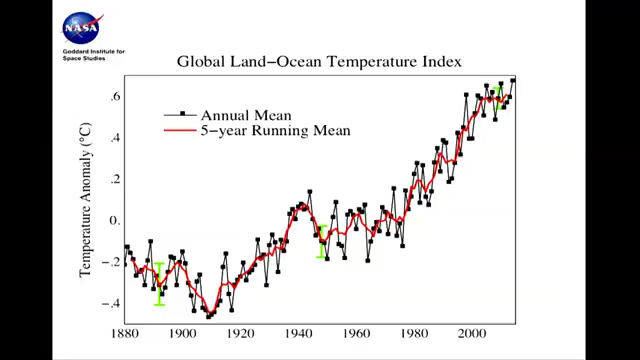 NASA
Goddard Institute for
Space Studies
Global Land-Ocean Temperature Index
Annual Mean
5-year Running Mean
Temperature Anomaly (°C)
.6
.4
.2
0.
-.2
-.4
1880
1900
1920
1940
1960
1980
2000